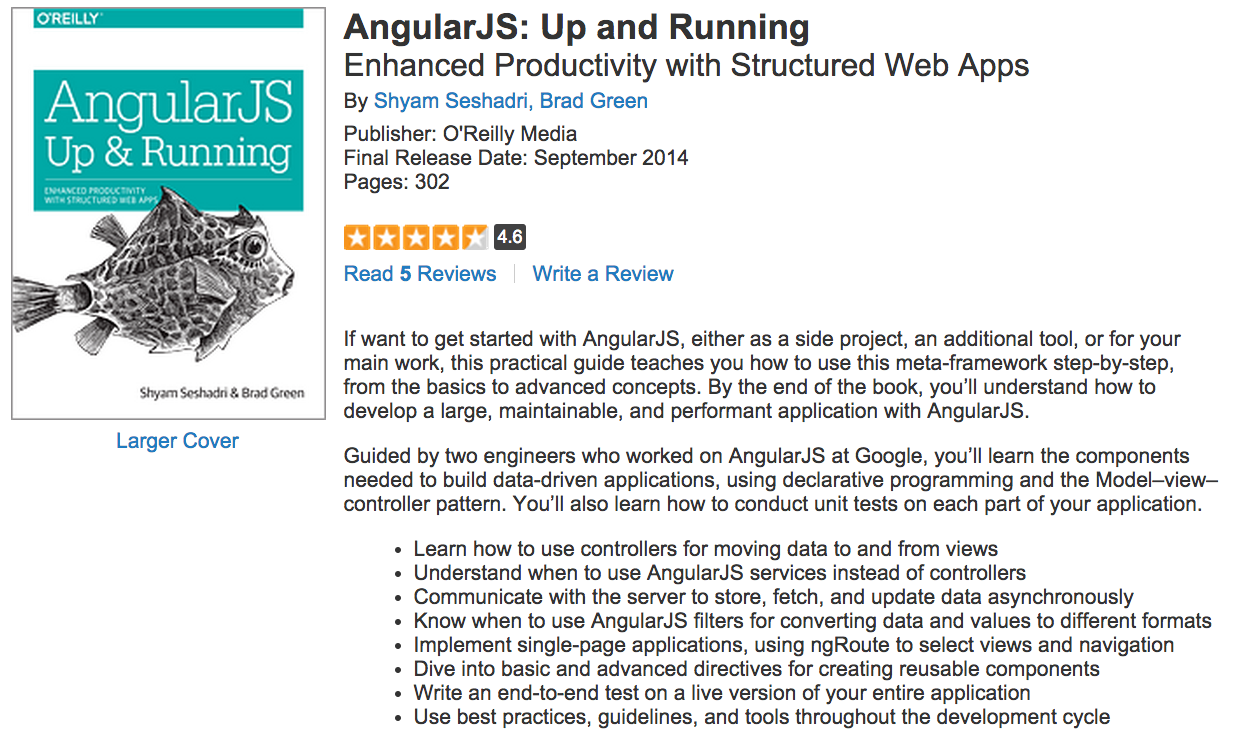 O'REILLY
AngularJS
Up & Running
ENHANCED PRODUCTIVITY
WITH STRUCTURED WEB APPS
Shyam Seshadri & Brad Green
Larger Cover
AngularJS: Up and Running
Enhanced Productivity with Structured Web Apps
By Shyam Seshadri, Brad Green
Publisher: O'Reilly Media
Final Release Date: September 2014
Pages: 302
4.6
Read 5 Reviews
Write a Review
If want to get started with AngularJS, either as a side project, an additional tool, or for your
main work, this practical guide teaches you how to use this meta-framework step-by-step,
from the basics to advanced concepts. By the end of the book, you’ll understand how to
develop a large, maintainable, and performant application with AngularJS.
Guided by two engineers who worked on AngularJS at Google, you’ll learn the components
needed to build data-driven applications, using declarative programming and the Model–view–
controller pattern. You’ll also learn how to conduct unit tests on each part of your application.
• Learn how to use controllers for moving data to and from views
• Understand when to use AngularJS services instead of controllers
• Communicate with the server to store, fetch, and update data asynchronously
• Know when to use AngularJS filters for converting data and values to different formats
• Implement single-page applications, using ngRoute to select views and navigation
• Dive into basic and advanced directives for creating reusable components
• Write an end-to-end test on a live version of your entire application
• Use best practices, guidelines, and tools throughout the development cycle